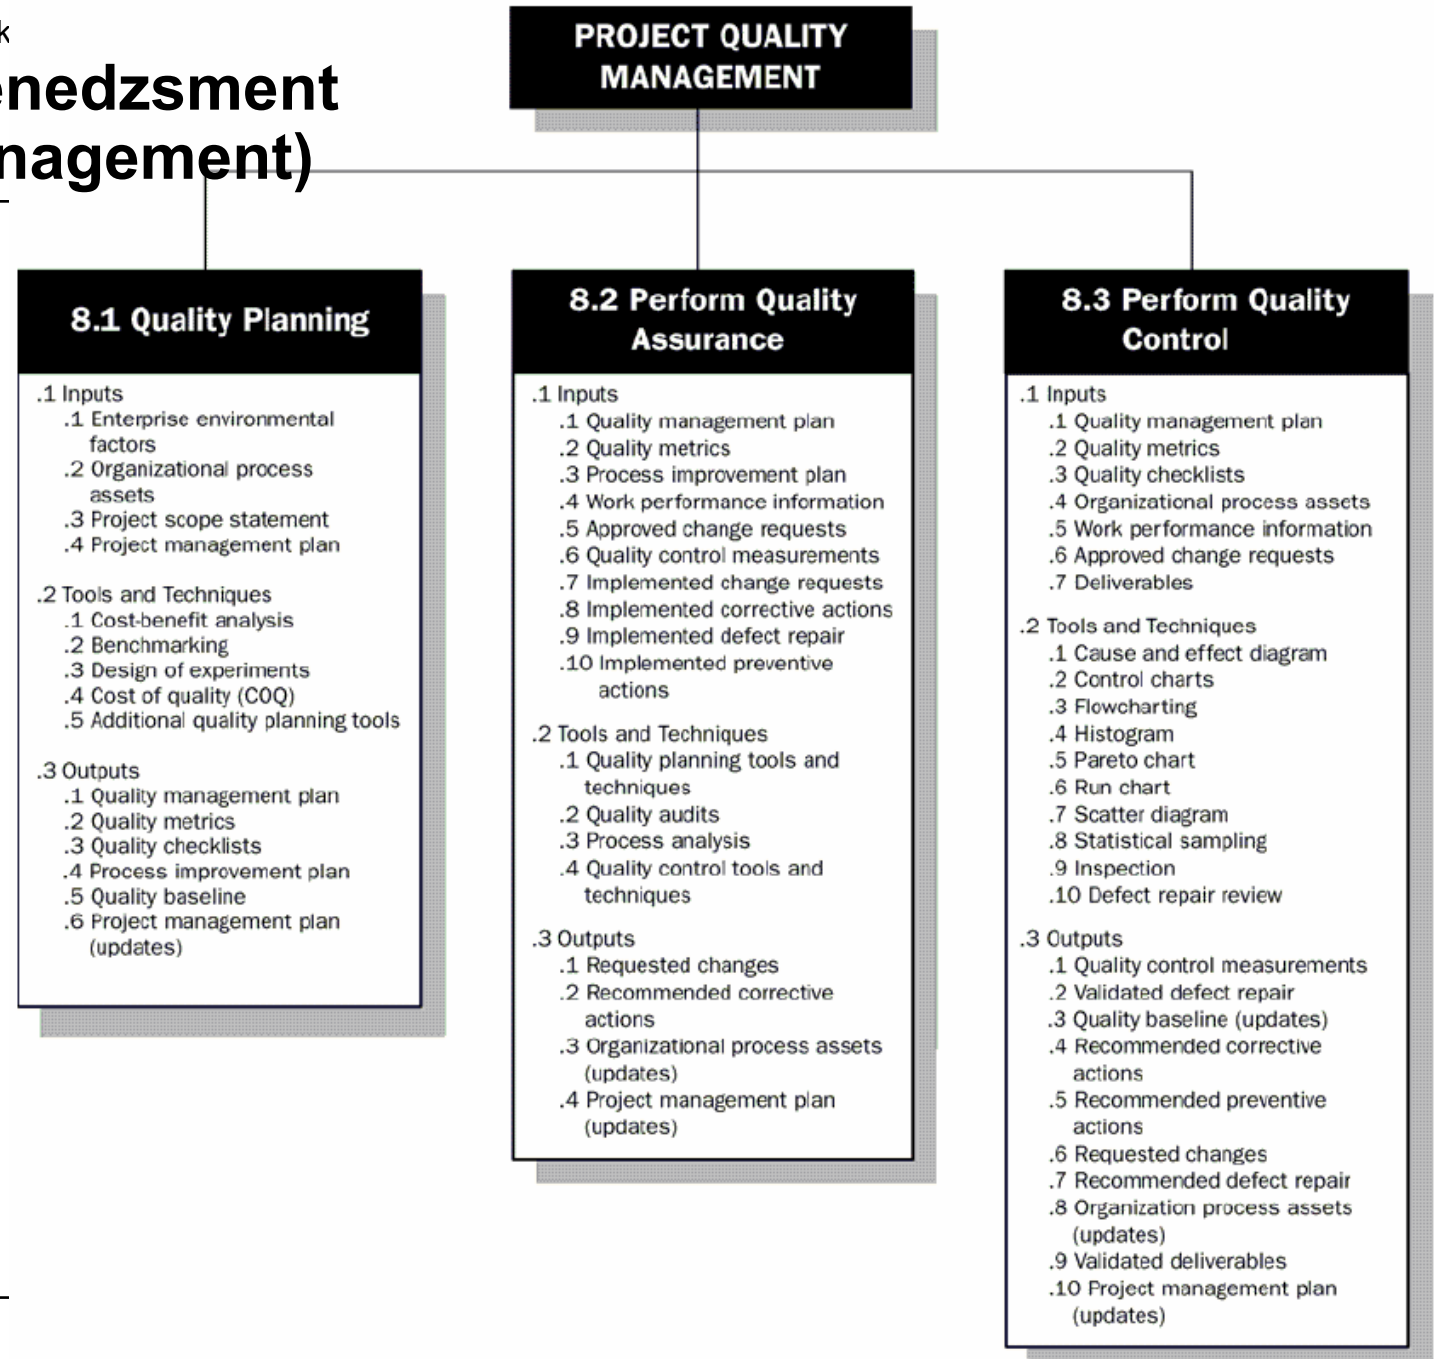 k
enedzsment
nagement)
PROJECT QUALITY
MANAGEMENT
8.1 Quality Planning
.1 Inputs
.1 Enterprise environmental
factors
.2 Organizational process
assets
.3 Project scope statement
.4 Project management plan
.2 Tools and Techniques
.1 Cost-benefit analysis
.2 Benchmarking
.3 Design of experiments
.4 Cost of quality (COQ)
.5 Additional quality planning tools
.3 Outputs
.1 Quality management plan
.2 Quality metrics
.3 Quality checklists
.4 Process improvement plan
.5 Quality baseline
.6 Project management plan
(updates)
8.2 Perform Quality
Assurance
.1 Inputs
.1 Quality management plan
.2 Quality metrics
.3 Process improvement plan
.4 Work performance information
.5 Approved change requests
.6 Quality control measurements
.7 Implemented change requests
.8 Implemented corrective actions
.9 Implemented defect repair
.10 Implemented preventive
actions
.2 Tools and Techniques
.1 Quality planning tools and
techniques
.2 Quality audits
.3 Process analysis
.4 Quality control tools and
techniques
.3 Outputs
.1 Requested changes
.2 Recommended corrective
actions
.3 Organizational process assets
(updates)
.4 Project management plan
(updates)
8.3 Perform Quality
Control
.1 Inputs
.1 Quality management plan
.2 Quality metrics
.3 Quality checklists
.4 Organizational process assets
.5 Work performance information
.6 Approved change requests
.7 Deliverables
.2 Tools and Techniques
.1 Cause and effect diagram
.2 Control charts
.3 Flowcharting
.4 Histogram
.5 Pareto chart
.6 Run chart
.7 Scatter diagram
.8 Statistical sampling
.9 Inspection
.10 Defect repair review
.3 Outputs
.1 Quality control measurements
.2 Validated defect repair
.3 Quality baseline (updates)
.4 Recommended corrective
actions
.5 Recommended preventive
actions
.6 Requested changes
.7 Recommended defect repair
.8 Organization process assets
(updates)
.9 Validated deliverables
.10 Project management plan
(updates)